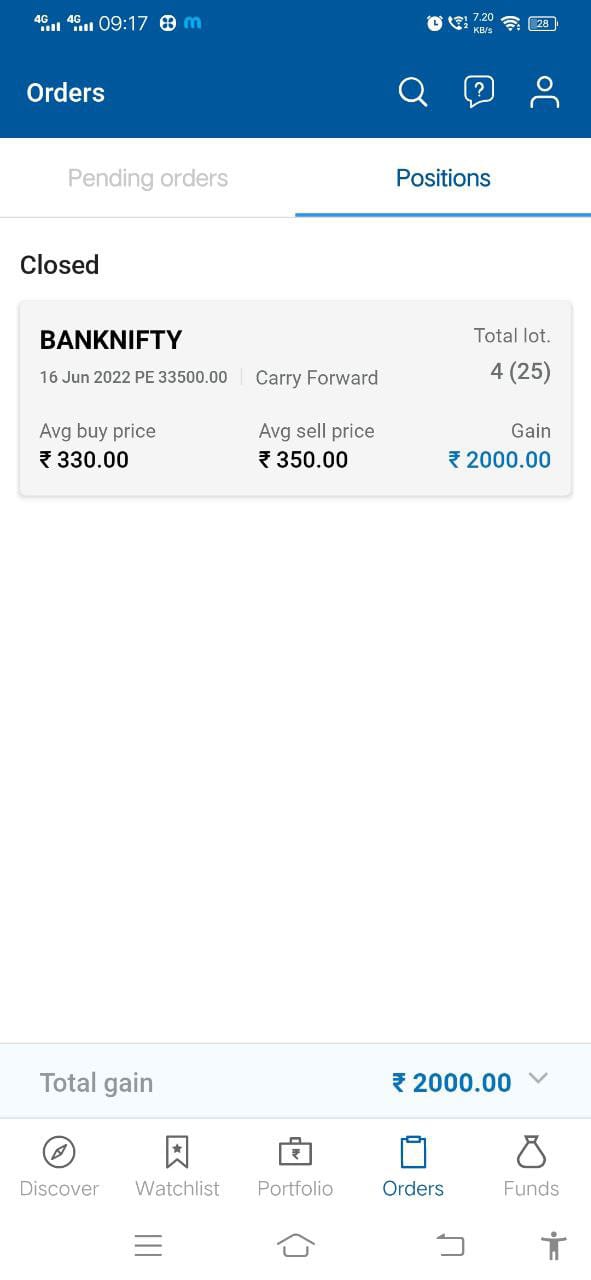 4G 4G 09:17 m 2 7.20 KB/s 28
Orders
?
Pending orders Positions
Closed
BANKNIFTY Total lot.
16 Jun 2022 PE 33500.00 Carry Forward 4 (25)
Avg buy price Avg sell price Gain
₹ 330.00 ₹ 350.00 ₹ 2000.00
Total gain ₹ 2000.00
₹
Discover Watchlist Portfolio Orders Funds